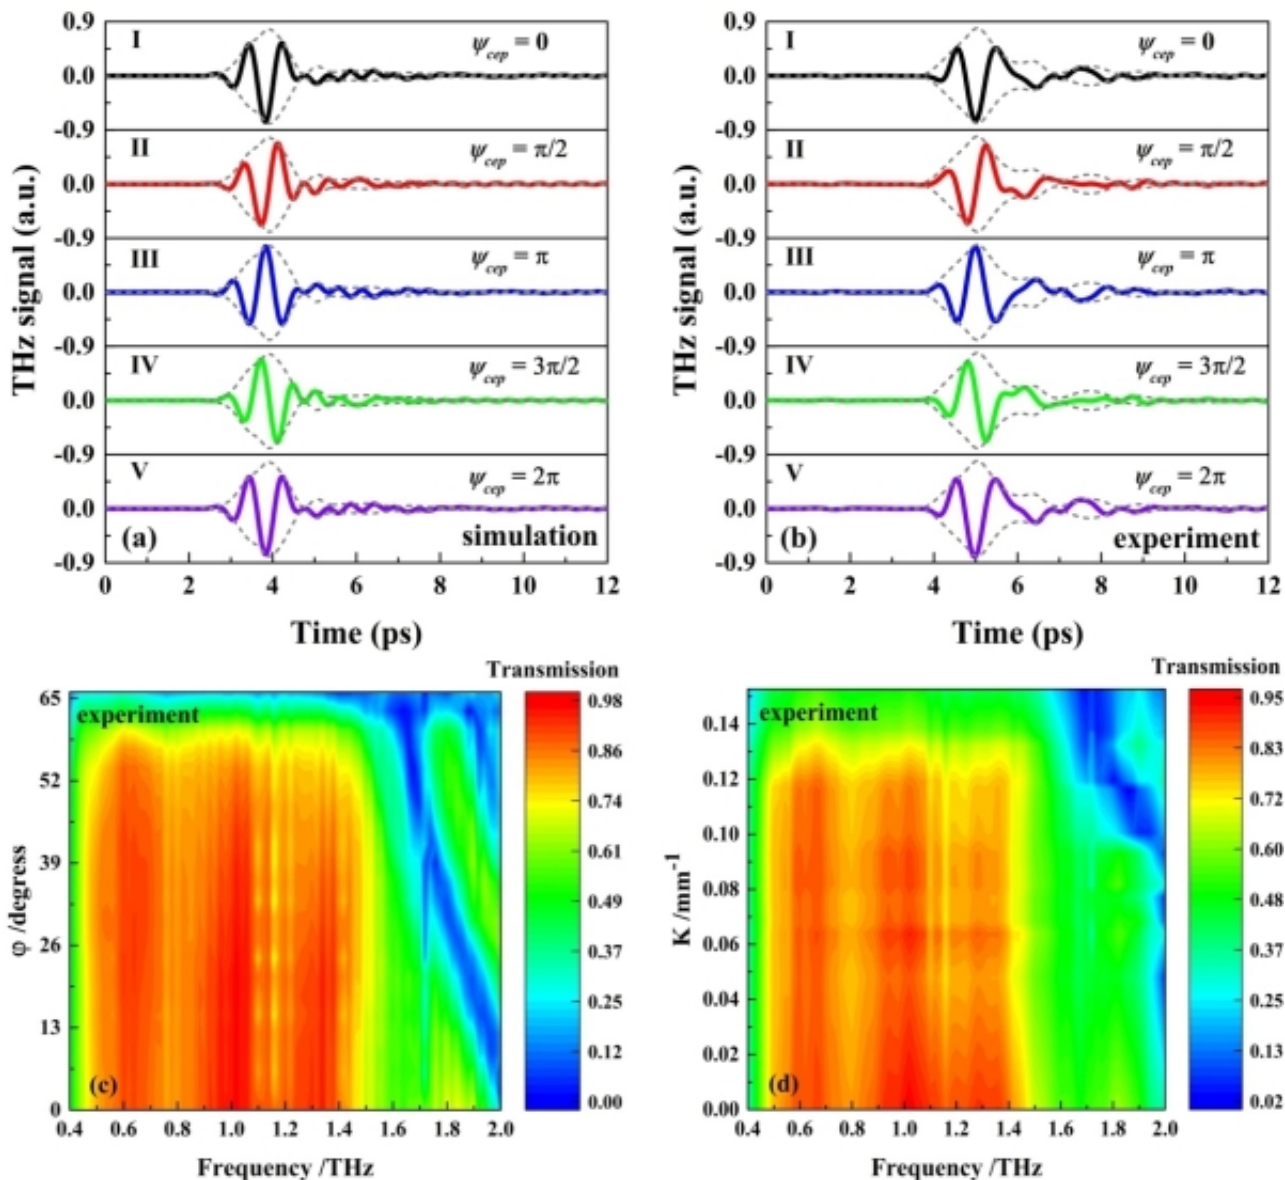 THz signal (a.u.)
0.9
0.0
-0.9
0.0
-0.9
0.0
-0.9
0.0
-0.9
0.0
-0.9
I
ψcep = 0
II
ψcep = π/2
III
ψcep = π
IV
ψcep = 3π/2
V
ψcep = 2π
(a)
simulation
0 2 4 6 8 10 12
Time (ps)
THz signal (a.u.)
0.9
0.0
-0.9
0.0
-0.9
0.0
-0.9
0.0
-0.9
0.0
-0.9
I
ψcep = 0
II
ψcep = π/2
III
ψcep = π
IV
ψcep = 3π/2
V
ψcep = 2π
(b)
experiment
0 2 4 6 8 10 12
Time (ps)
Transmission
experiment
φ /degress
65
52
39
26
13
0
(c)
0.4 0.6 0.8 1.0 1.2 1.4 1.6 1.8 2.0
Frequency /THz
0.98
0.86
0.74
0.61
0.49
0.37
0.25
0.12
0.00
Transmission
experiment
K /mm-1
0.14
0.12
0.10
0.08
0.06
0.04
0.02
0.00
(d)
0.4 0.6 0.8 1.0 1.2 1.4 1.6 1.8 2.0
Frequency /THz
0.95
0.83
0.71
0.60
0.48
0.37
0.25
0.13
0.02